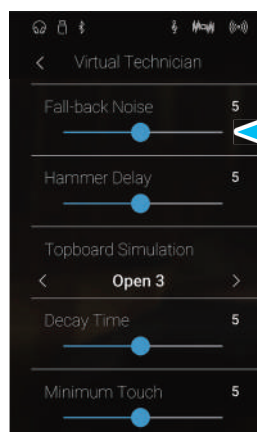 Virtual Technician
Fall-back Noise 5
Hammer Delay 5
Topboard Simulation
Open 3
Decay Time 5
Minimum Touch 5